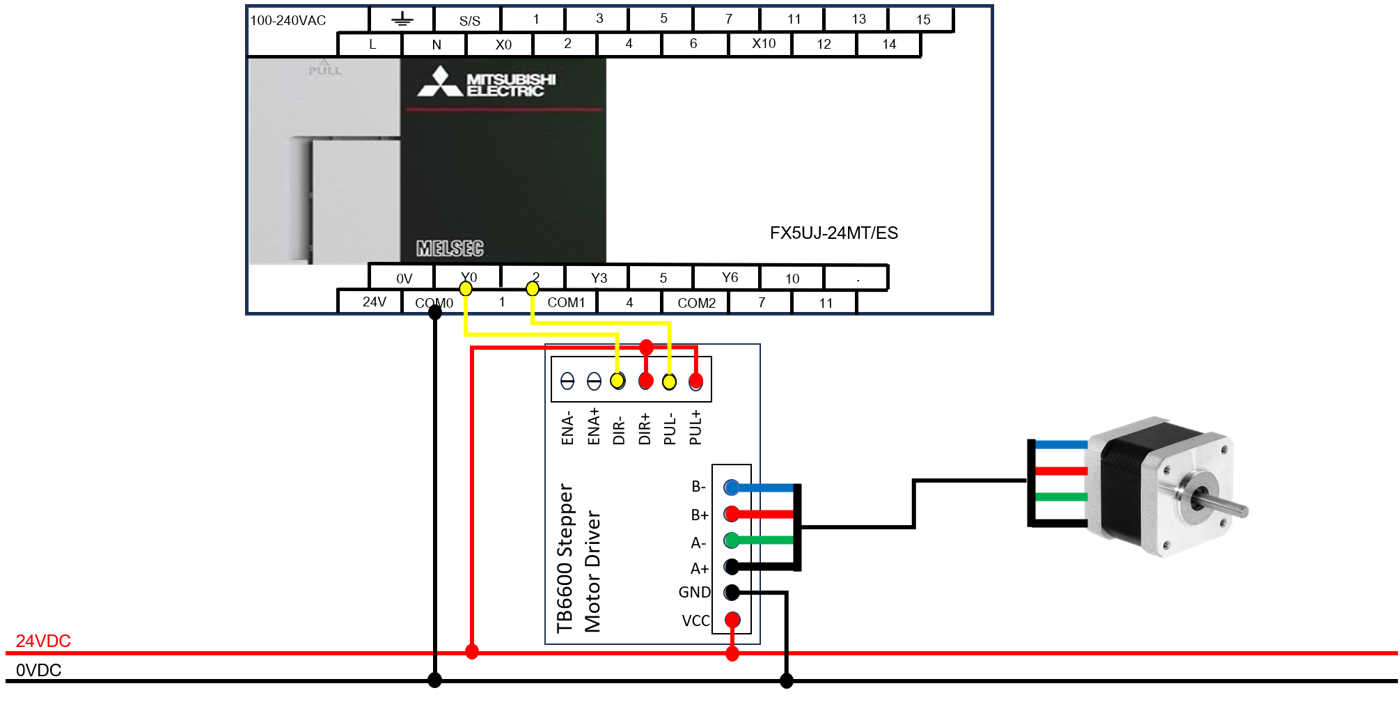 100-240VAC
S/S 1 3 5 7 11 13 15
L N X0 2 4 6 X10 12 14
PULL
MITSUBISHI
ELECTRIC
FX5UJ-24MT/ES
MELSEC
0V Y0 2 Y3 5 Y6 10 .
24V COM0 1 COM1 4 COM2 7 11
ENA- ENA+ DIR- DIR+ PUL- PUL+
B-
B+
A-
A+
GND
VCC
TB6600 Stepper
Motor Driver
24VDC
0VDC